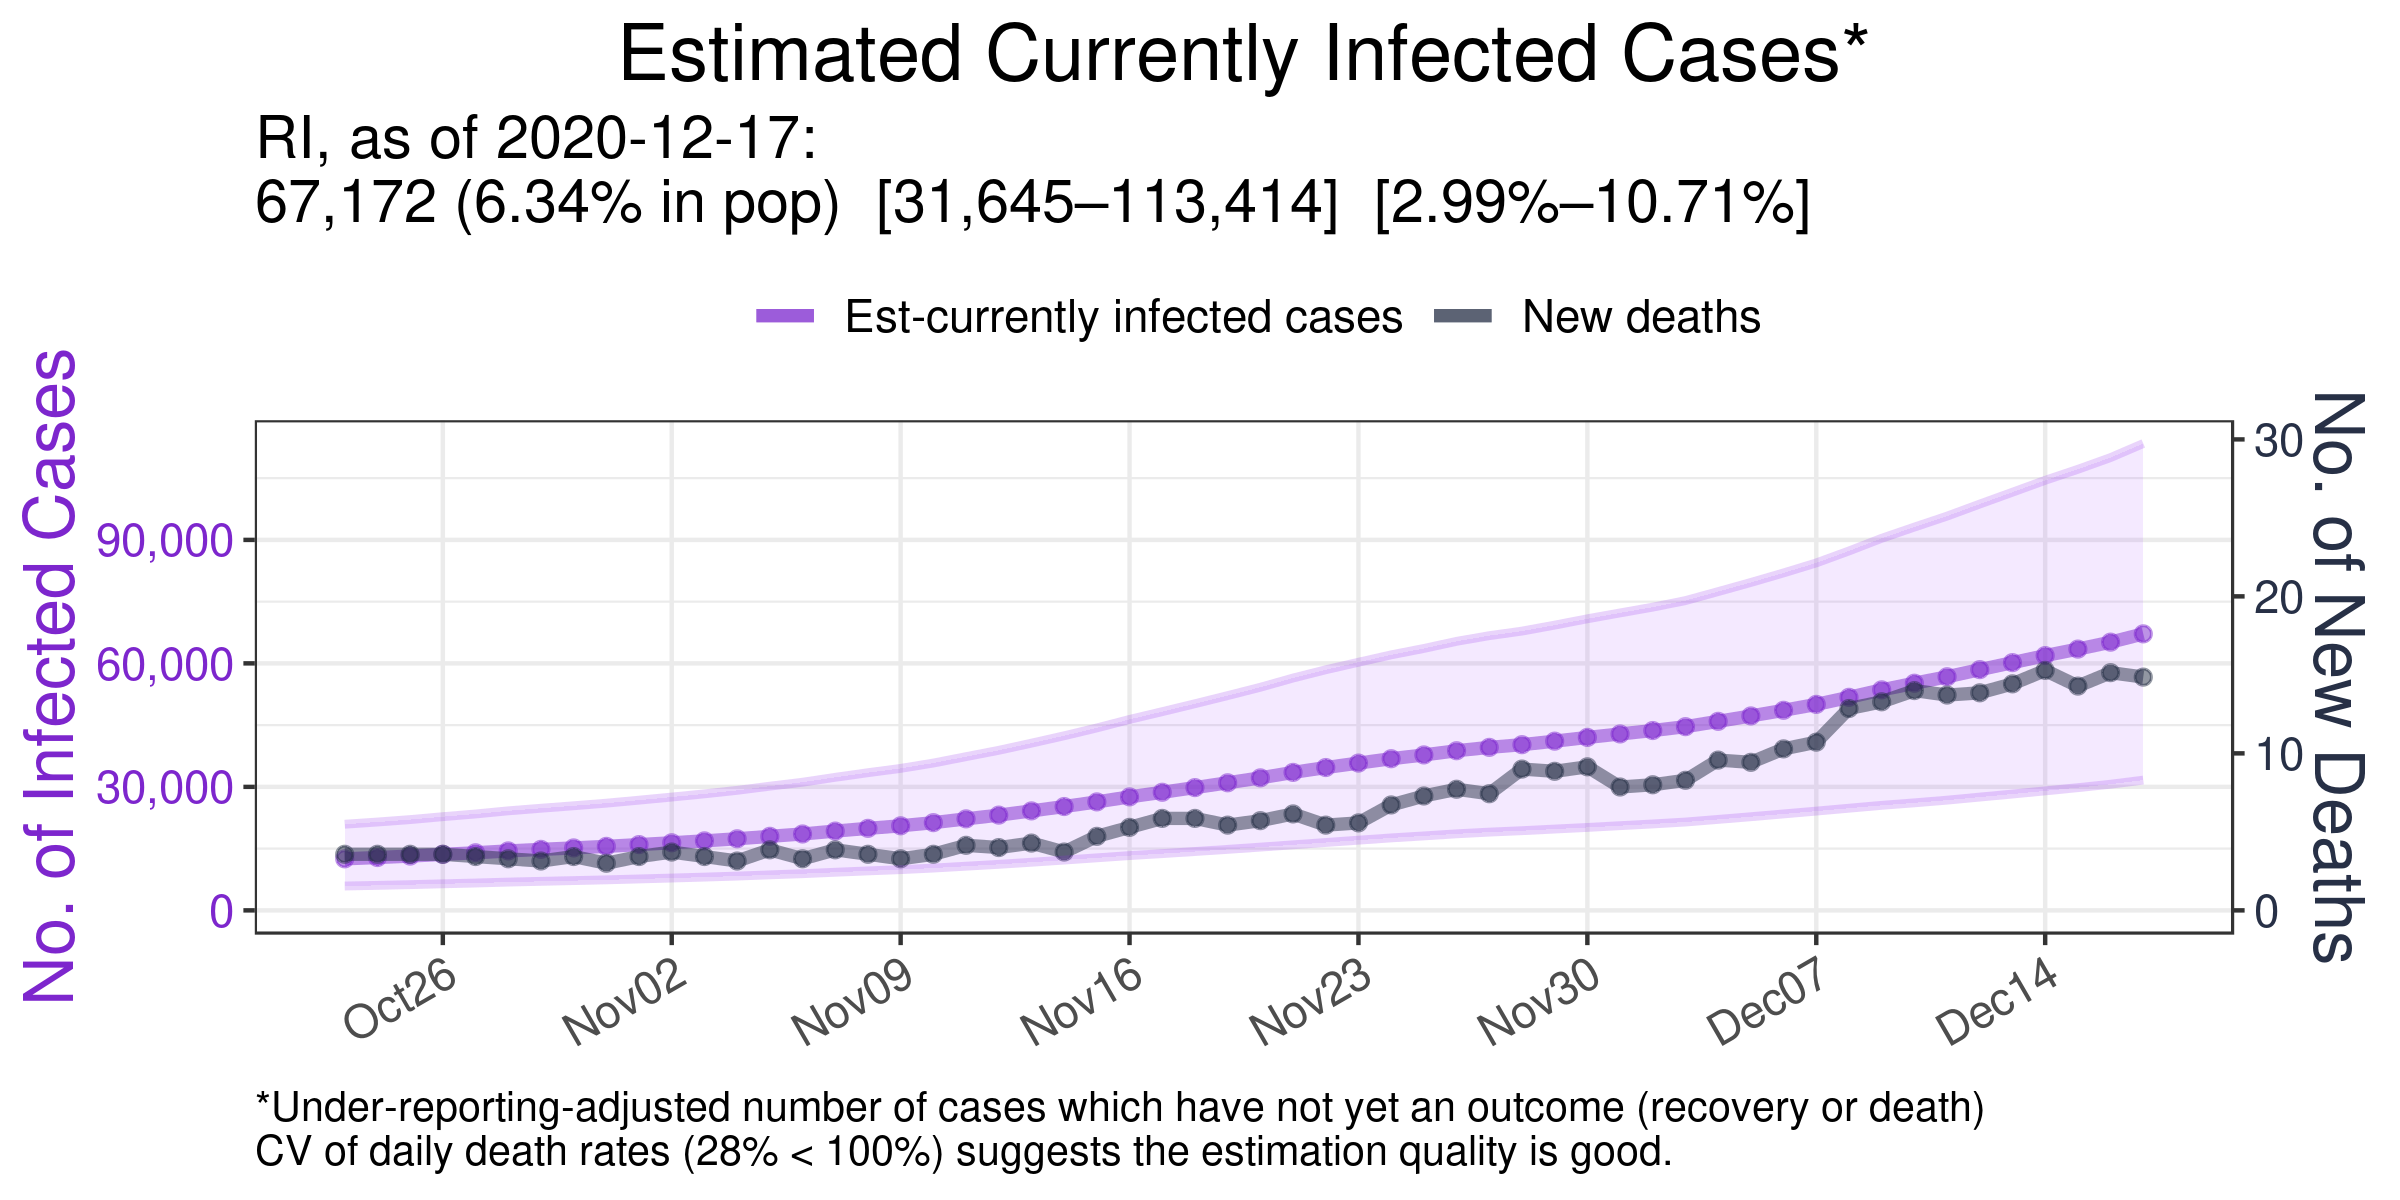 Estimated Currently Infected Cases*
RI, as of 2020-12-17:
67,172 (6.34% in pop)  [31,645–113,414]  [2.99%–10.71%]
Est-currently infected cases
New deaths
No. of Infected Cases
90,000
60,000
30,000
0
30
20
10
0
No. of New Deaths
Oct26
Nov02
Nov09
Nov16
Nov23
Nov30
Dec07
Dec14
*Under-reporting-adjusted number of cases which have not yet an outcome (recovery or death)
CV of daily death rates (28% < 100%) suggests the estimation quality is good.